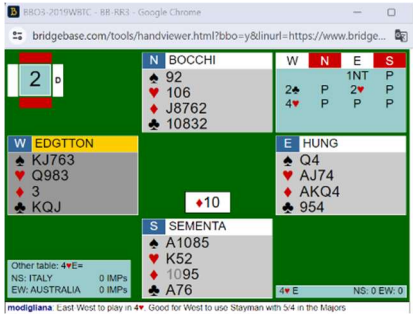 BBO3-2019WBTC - BB-RR3 - Google Chrome
bridgebase.com/tools/handviewer.html?bbo=y&linurl=https://www.bridge...
2 D
N BOCCHI
♠ 92
♥ 106
♦ J8762
♣ 10832
W N E S
1NT P
2♣ P 2♥ P
4♥ P P P
W EDGTTON
♠ KJ763
♥ Q983
♦ 3
♣ KQJ
E HUNG
♠ Q4
♥ AJ74
♦ AKQ4
♣ 954
♦10
S SEMENTA
♠ A1085
♥ K52
♦ 1095
♣ A76
Other table: 4♥E=
NS: ITALY 0 IMPs
EW: AUSTRALIA 0 IMPs
4♥ E NS: 0 EW: 0
modigliana: East-West to play in 4♥. Good for West to use Stayman with 5/4 in the Majors